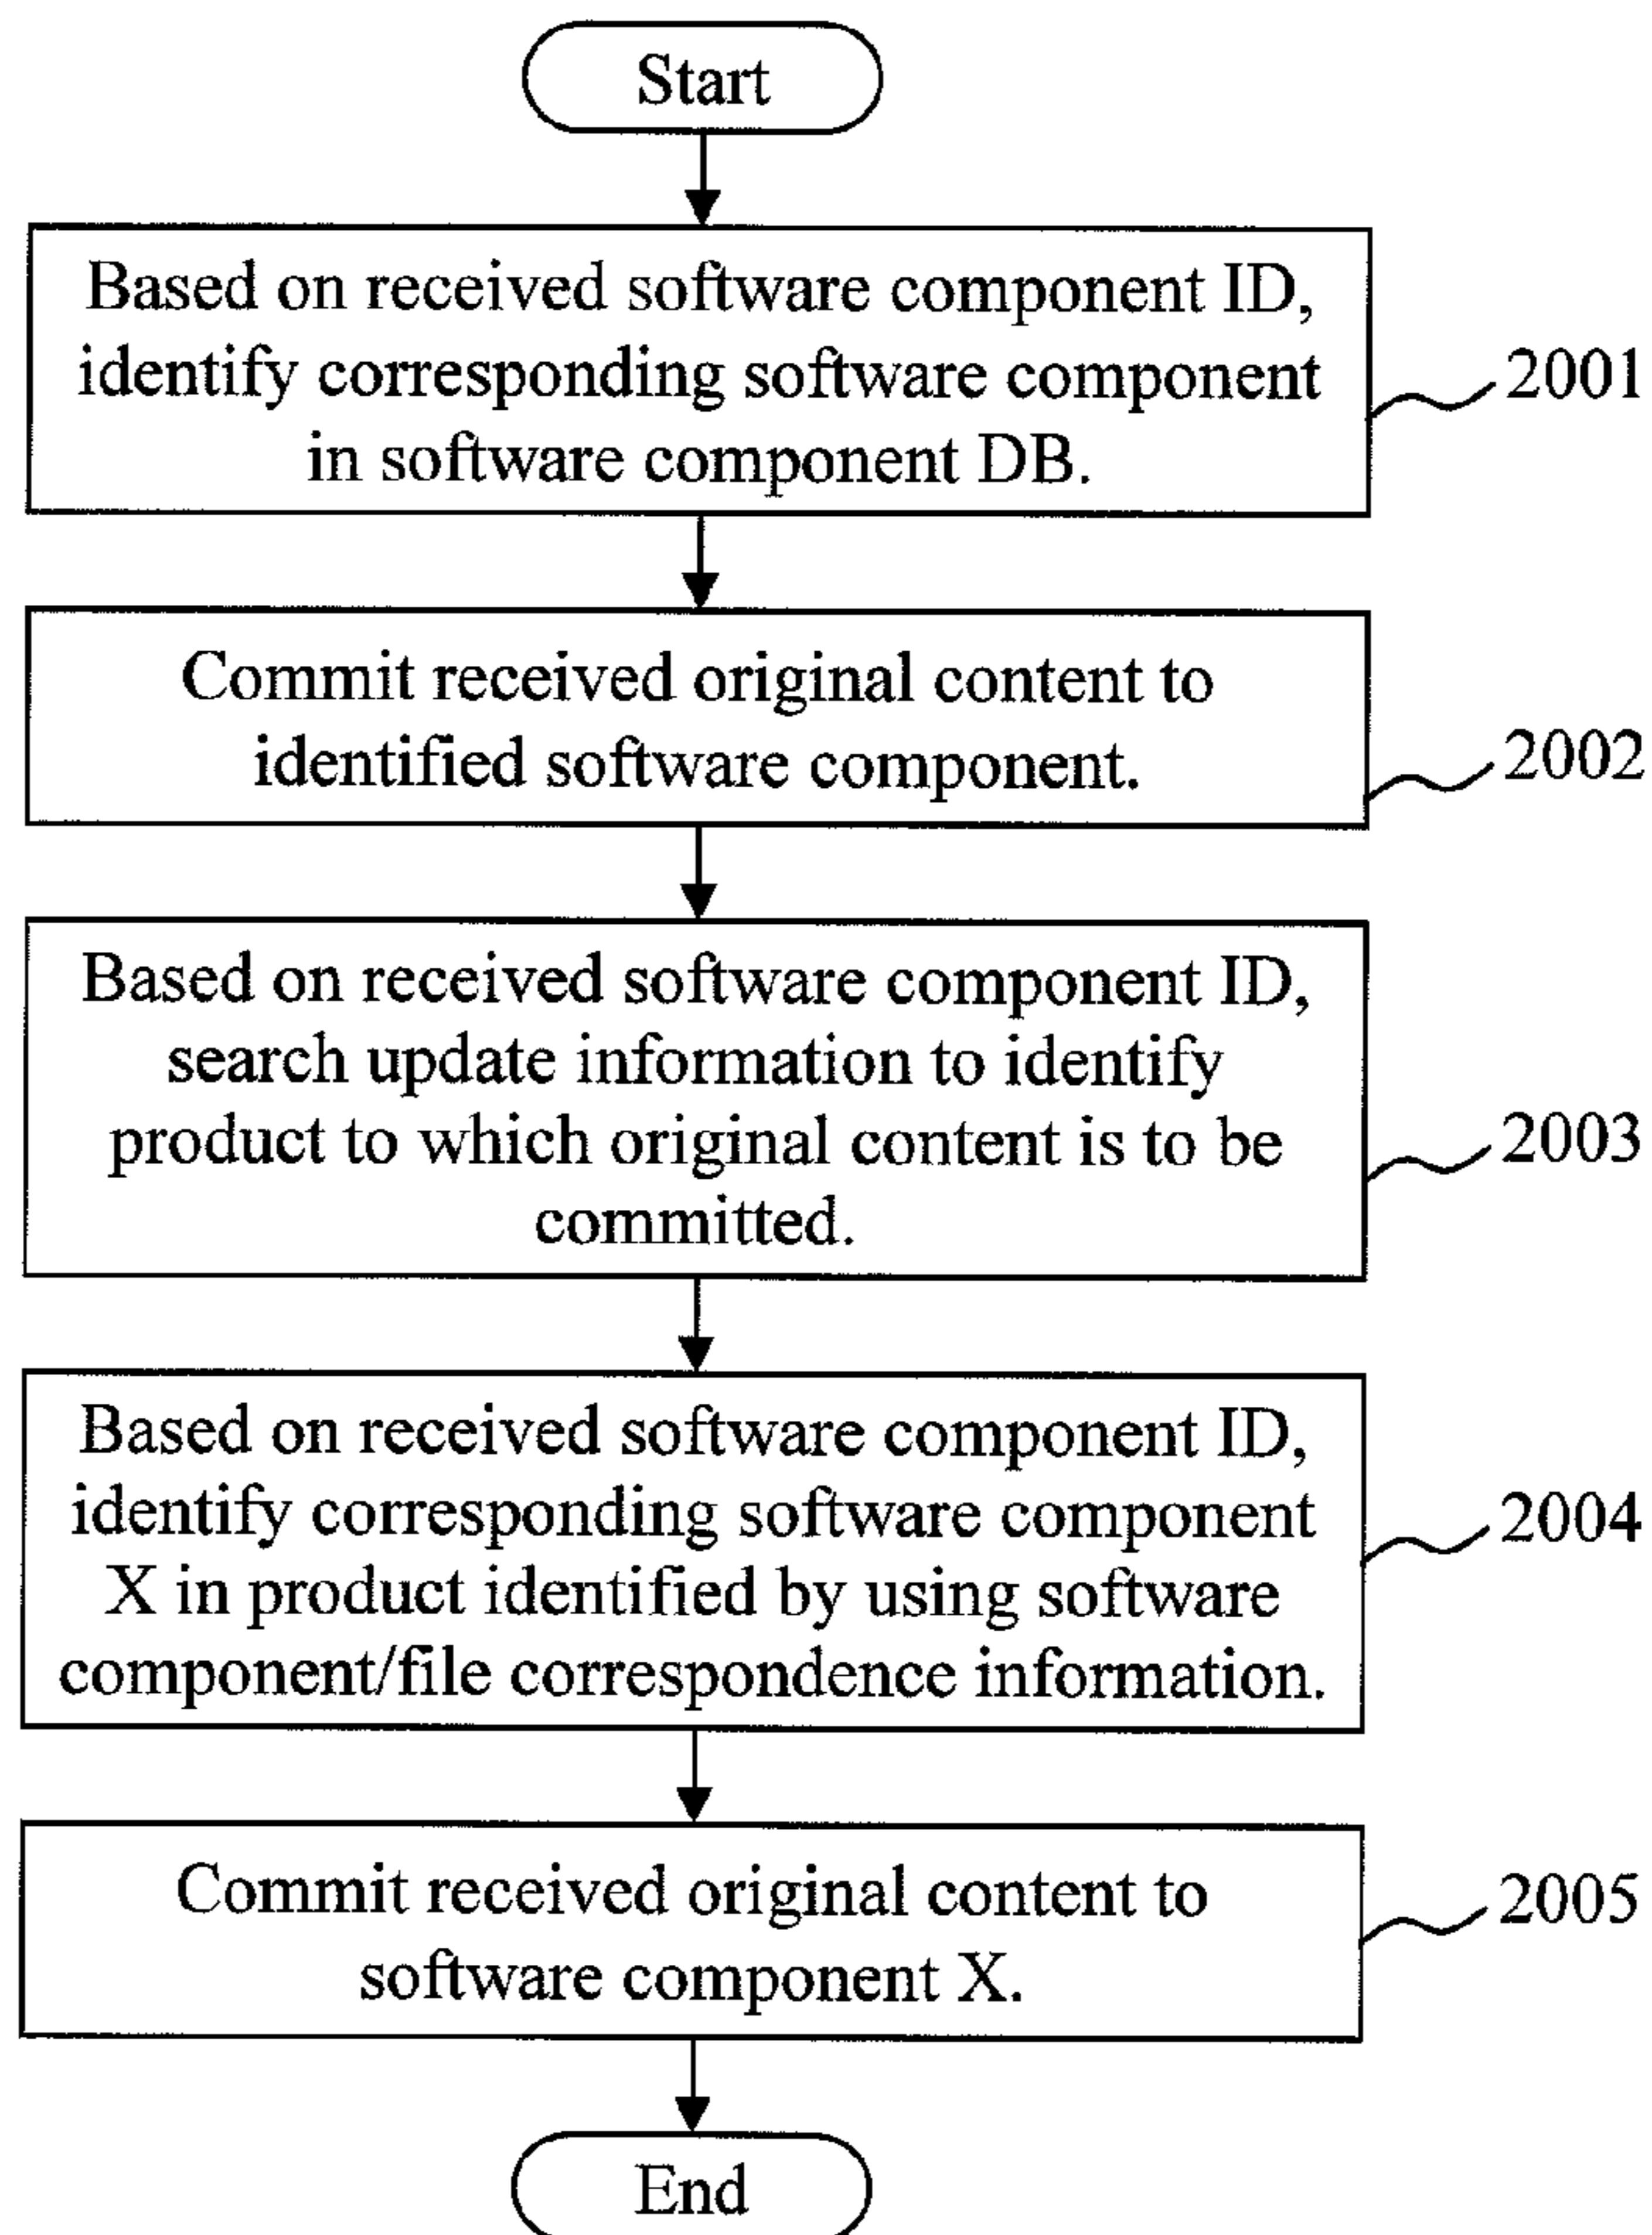 Start
Based on received software component ID,
identify corresponding software component
in software component DB.
2001
Commit received original content to
identified software component.
2002
Based on received software component ID,
search update information to identify
product to which original content is to be
committed.
2003
Based on received software component ID,
identify corresponding software component
X in product identified by using software
component/file correspondence information.
2004
Commit received original content to
software component X.
2005
End